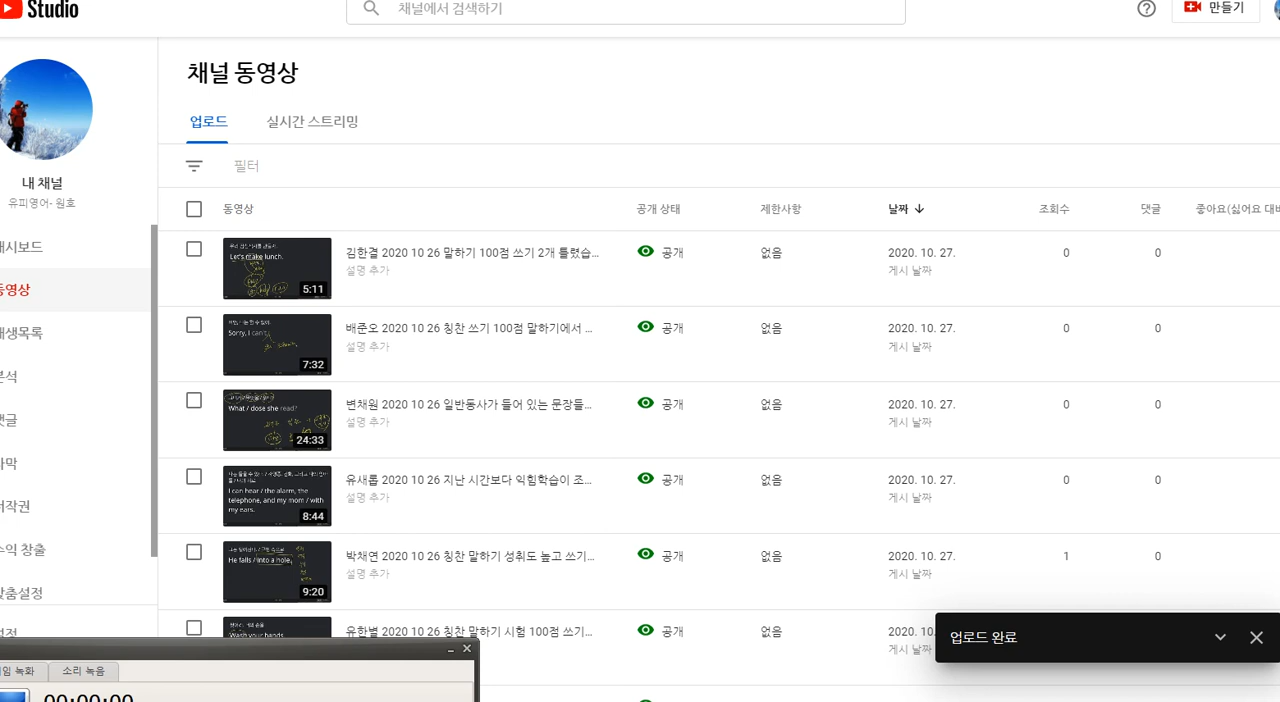 Studio
채널에서 검색하기
만들기
채널 동영상
업로드
실시간 스트리밍
필터
내 채널
유피영어- 원호
동영상
공개 상태
제한사항
날짜
조회수
댓글
Let's make lunch.
5:11
김한결 2020 10 26 말하기 100점 쓰기 2개 틀렸습...
설명 추가
공개
없음
2020. 10. 27.
게시 날짜
0
0
Sorry, I can't
7:32
배준오 2020 10 26 칭찬 쓰기 100점 말하기에서 ...
설명 추가
공개
없음
2020. 10. 27.
게시 날짜
0
0
What / dose she read?
24:33
변채원 2020 10 26 일반동사가 들어 있는 문장들...
설명 추가
공개
없음
2020. 10. 27.
게시 날짜
0
0
I can hear / the alarm, the
telephone, and my mom / with
my ears.
8:44
유새롬 2020 10 26 지난 시간보다 익힘학습이 조...
설명 추가
공개
없음
2020. 10. 27.
게시 날짜
0
0
He falls / into a hole.
9:20
박채연 2020 10 26 칭찬 말하기 성취도 높고 쓰기...
설명 추가
공개
없음
2020. 10. 27.
게시 날짜
1
0
Wash your hands
유한별 2020 10 26 칭찬 말하기 시험 100점 쓰기...
설명 추가
공개
없음
업로드 완료
소리 녹음
00:00:00